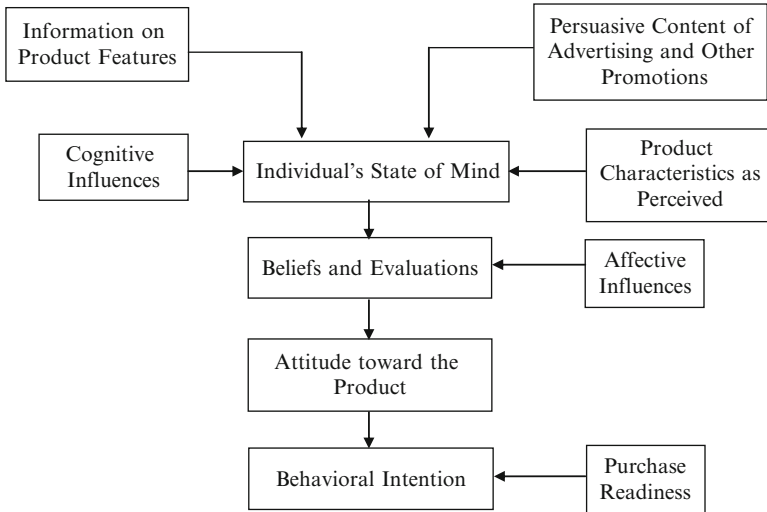 Information on
Product Features
Persuasive Content of
Advertising and Other
Promotions
Cognitive
Influences
Individual's State of Mind
Product
Characteristics as
Perceived
Beliefs and Evaluations
Affective
Influences
Attitude toward the
Product
Behavioral Intention
Purchase
Readiness